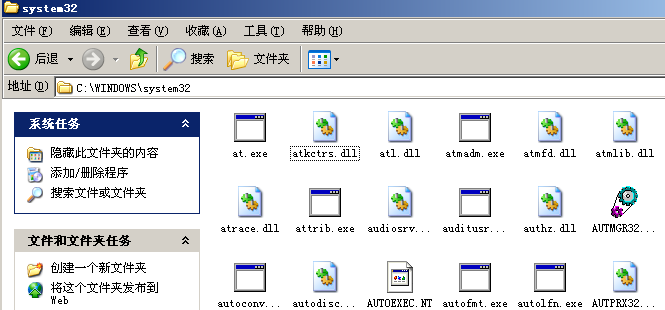 system32
文件(F) 编辑(E) 查看(V) 收藏(A) 工具(T) 帮助(H)
后退 搜索 文件夹
地址(D) C:\WINDOWS\system32
系统任务
隐藏此文件夹的内容
添加/删除程序
搜索文件或文件夹
文件和文件夹任务
创建一个新文件夹
将这个文件夹发布到
Web
at.exe atkctrs.dll atl.dll atmadm.exe atmfd.dll atmlib.dll
atrace.dll attrib.exe audiosrv... auditusr... authz.dll AUTMGR32...
autoconv... autodisc... AUTOEXEC.NT autofmt.exe autolfn.exe AUTPRX32...